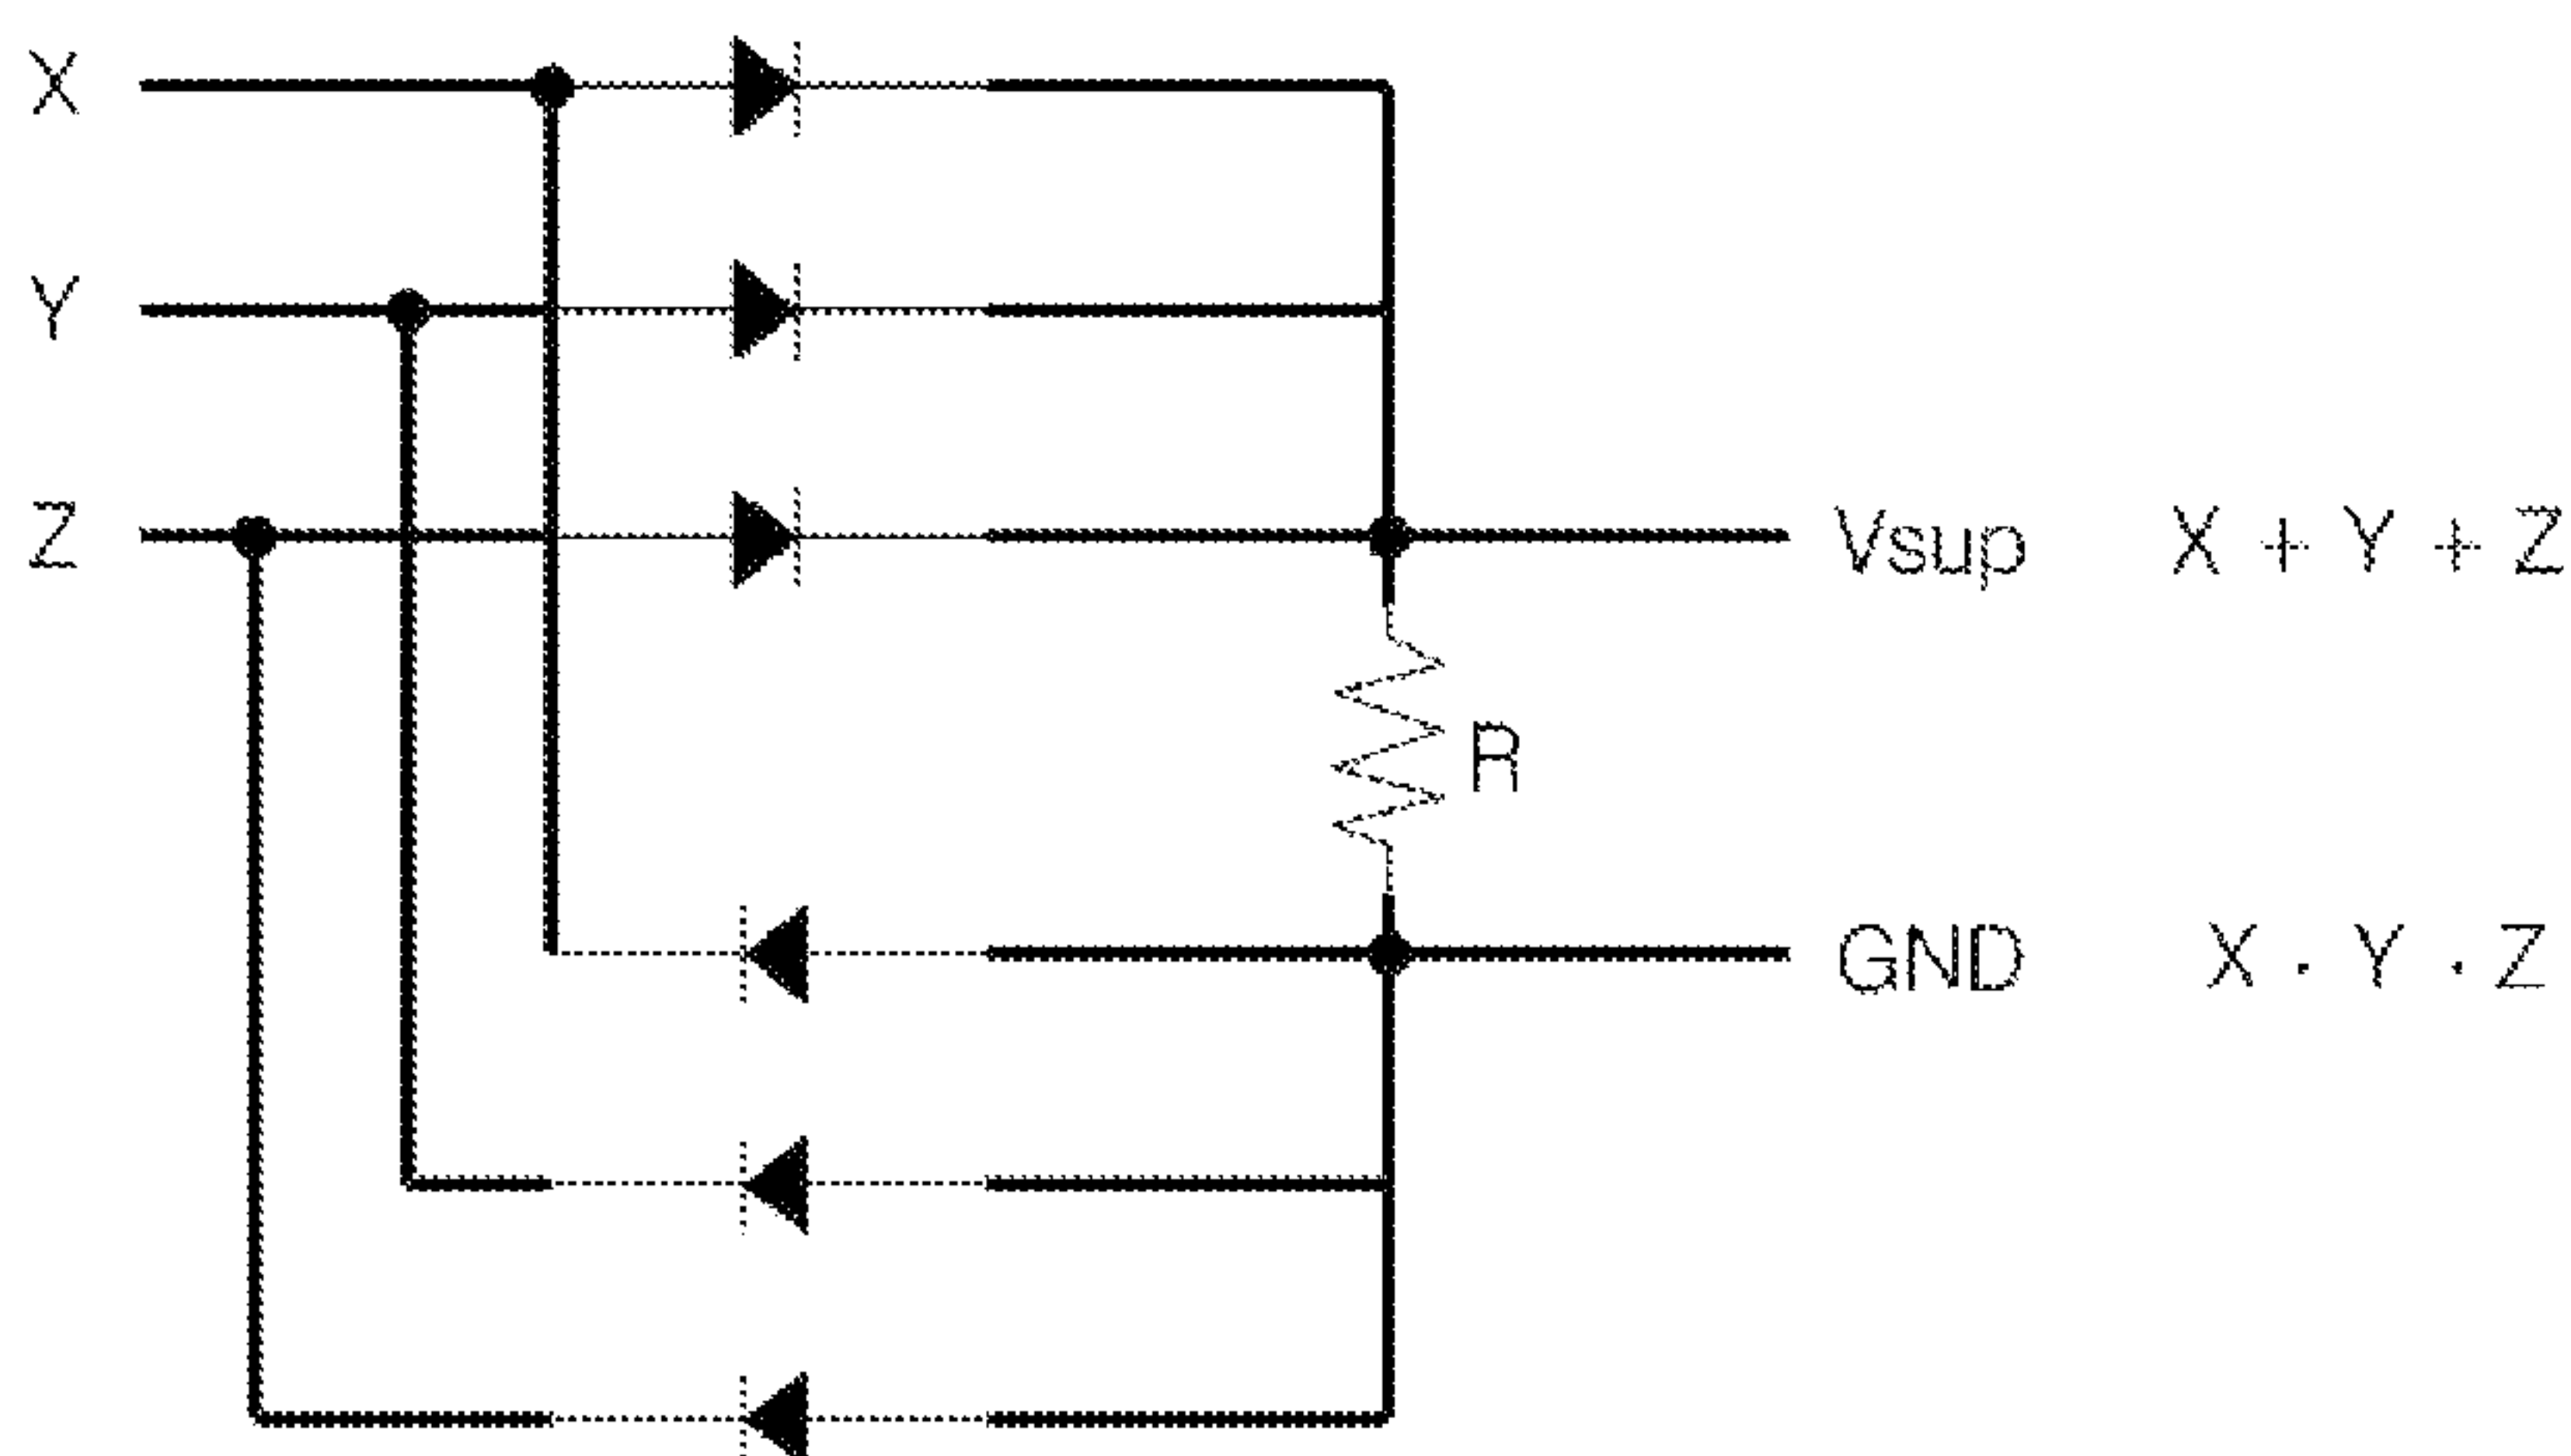 X
Y
Z
Vsup X + Y + Z
R
GND X · Y · Z